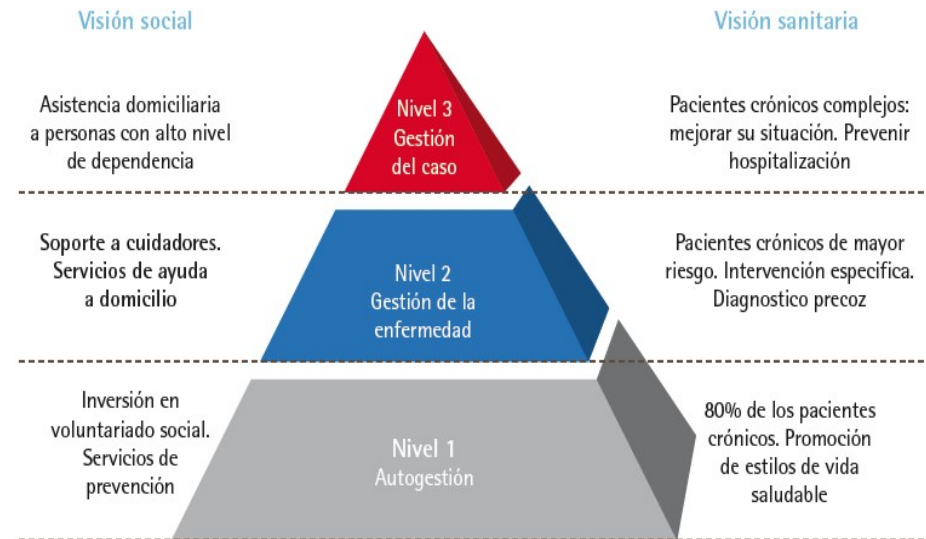 Visión social
Visión sanitaria
Asistencia domiciliaria
a personas con alto nivel
de dependencia
Nivel 3
Gestión
del caso
Pacientes crónicos complejos:
mejorar su situación. Prevenir
hospitalización
Soporte a cuidadores.
Servicios de ayuda
a domicilio
Nivel 2
Gestión de la
enfermedad
Pacientes crónicos de mayor
riesgo. Intervención especifica.
Diagnostico precoz
Inversión en
voluntariado social.
Servicios de
prevención
Nivel 1
Autogestión
80% de los pacientes
crónicos. Promoción
de estilos de vida
saludable